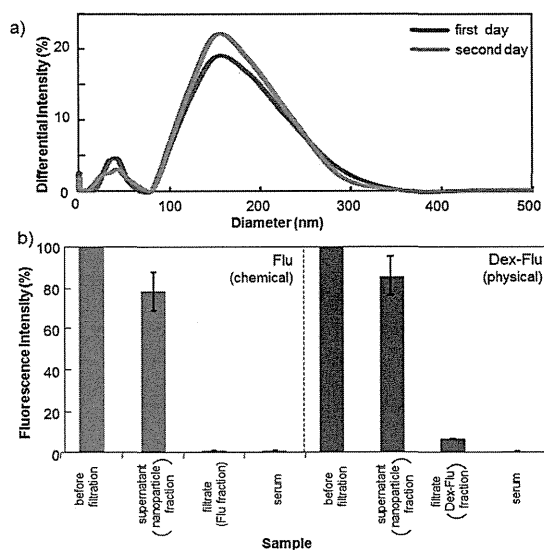 a)
Differential Intensity (%)
20
10
0
first day
second day
0
100
200
300
400
500
Diameter (nm)
b)
Fluorescence Intensity (%)
100
80
60
40
20
0
Flu
(chemical)
Dex-Flu
(physical)
before
filtration
supernatant
(nanoparticle)
fraction
filtrate
(Flu fraction)
serum
before
filtration
supernatant
(nanoparticle)
fraction
filtrate
(Dex-Flu)
fraction
serum
Sample